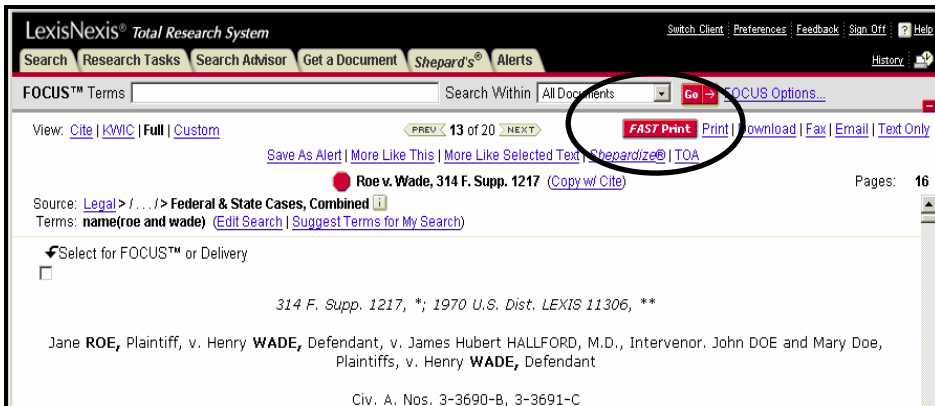 LexisNexis® Total Research System Switch Client Preferences Feedback Sign Off ? Help
Search Research Tasks Search Advisor Get a Document Shepard's® Alerts History
FOCUS™ Terms Search Within All Documents Go → FOCUS Options...
View: Cite | KWIC | Full | Custom PREV 13 of 20 NEXT FAST Print Print | Download | Fax | Email | Text Only
Save As Alert | More Like This | More Like Selected Text | Shepardize® | TOA
Roe v. Wade, 314 F. Supp. 1217 (Copy w/ Cite) Pages: 16
Source: Legal > /.../ > Federal & State Cases, Combined i
Terms: name(roe and wade) (Edit Search | Suggest Terms for My Search)
Select for FOCUS™ or Delivery
314 F. Supp. 1217, *; 1970 U.S. Dist. LEXIS 11306, **
Jane ROE, Plaintiff, v. Henry WADE, Defendant, v. James Hubert HALLFORD, M.D., Intervenor. John DOE and Mary Doe,
Plaintiffs, v. Henry WADE, Defendant
Civ. A. Nos. 3-3690-B, 3-3691-C